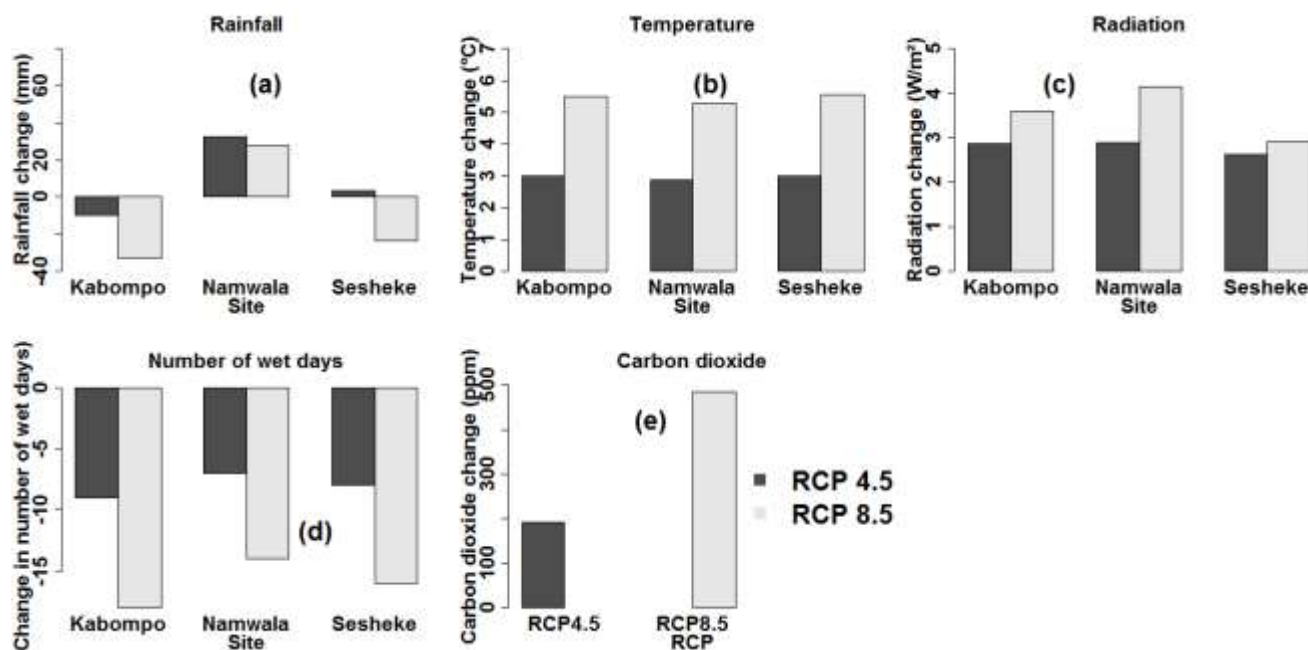 Rainfall
Rainfall change (mm)
60
20
0
-40
(a)
Kabompo Namwala Sesheke
Site
Temperature
Temperature change (°C)
7
6
5
4
3
2
1
0
(b)
Kabompo Namwala Sesheke
Site
Radiation
Radiation change (W/m²)
5
4
3
2
1
0
(c)
Kabompo Namwala Sesheke
Site
Number of wet days
Change in number of wet days)
0
-5
-10
-15
(d)
Kabompo Namwala Sesheke
Site
Carbon dioxide
Carbon dioxide change (ppm)
500
300
100
0
(e)
RCP4.5 RCP8.5
RCP
RCP 4.5
RCP 8.5